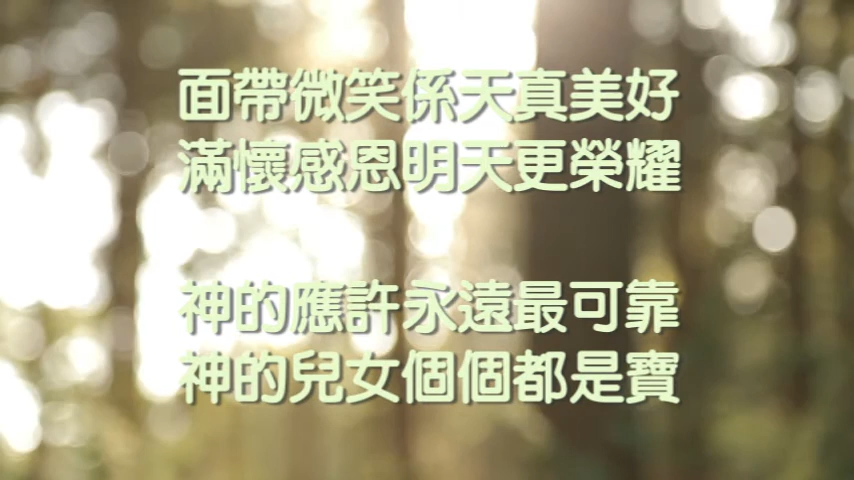 面帶微笑係天真美好
滿懷感恩明天更榮耀
神的應許永遠最可靠
神的兒女個個都是寶